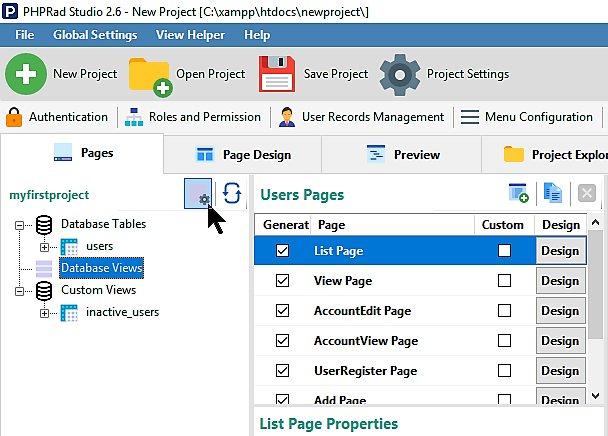 PHPRad Studio 2.6 - New Project [C:\xampp\htdocs\newproject\]
File Global Settings View Helper Help
New Project Open Project Save Project Project Settings
Authentication Roles and Permission User Records Management Menu Configuration
Pages Page Design Preview Project Explor
myfirstproject
Database Tables
users
Database Views
Custom Views
inactive_users
Users Pages
Generat Page Custom Design
List Page Design
View Page Design
AccountEdit Page Design
AccountView Page Design
UserRegister Page Design
Add Page
List Page Properties